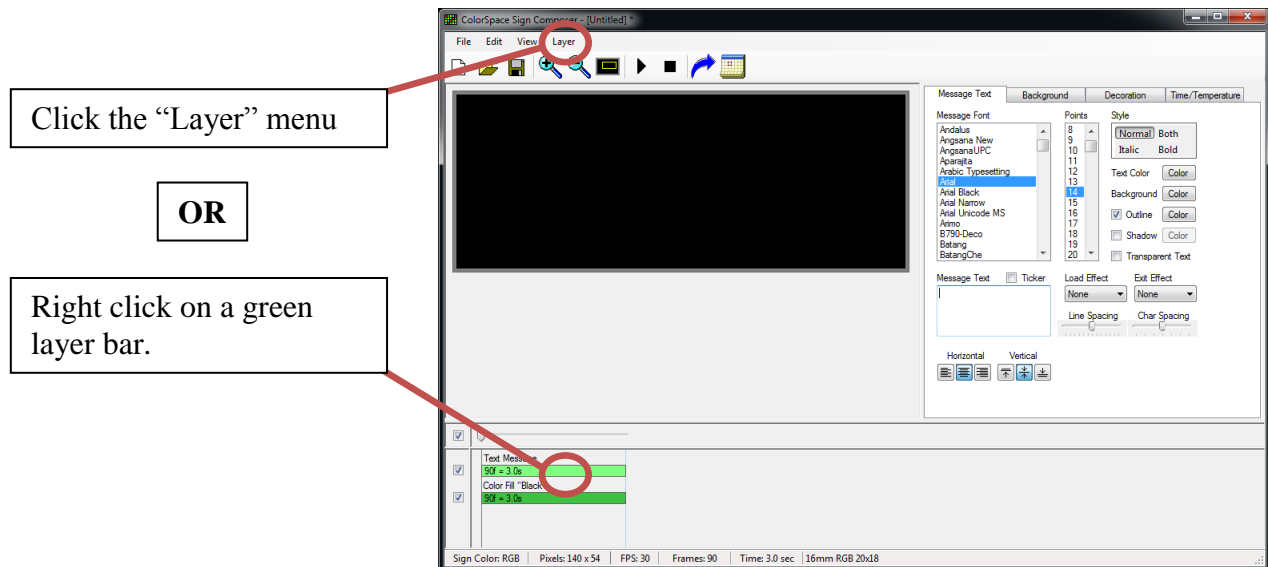 ColorSpace Sign Composer - [Untitled] *
File Edit View Layer
Click the “Layer” menu
OR
Right click on a green
layer bar.
Message Text Background Decoration Time/Temperature
Message Font Points Style
Andalus 8 Normal Both
Angsana New 9
AngsanaUPC 10 Italic Bold
Aparajita 11
Arabic Typesetting 12 Text Color Color
Arial 13
Arial Black 14 Background Color
Arial Narrow 15
Arial Unicode MS 16 Outline Color
Arimo 17
B790-Deco 18 Shadow Color
Batang 19
BatangChe 20 Transparent Text
Message Text Ticker Load Effect Exit Effect
None None
Line Spacing Char Spacing
Horizontal Vertical
Text Message
90f = 3.0s
Color Fill "Black
90f = 3.0s
Sign Color: RGB Pixels: 140 x 54 FPS: 30 Frames: 90 Time: 3.0 sec 16mm RGB 20x18